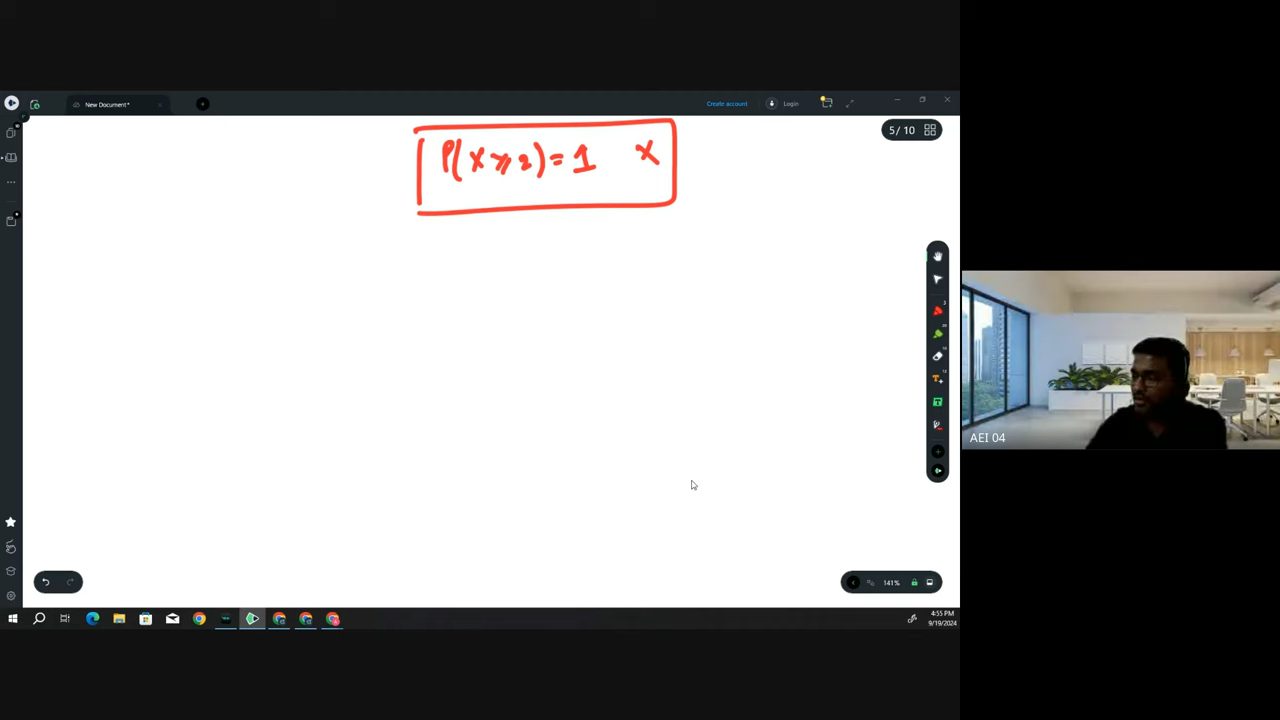 New Document*
Create account
Login
5 / 10
P(X ⩾ 2) = 1 X
AEI 04
141%
4:55 PM
9/19/2024